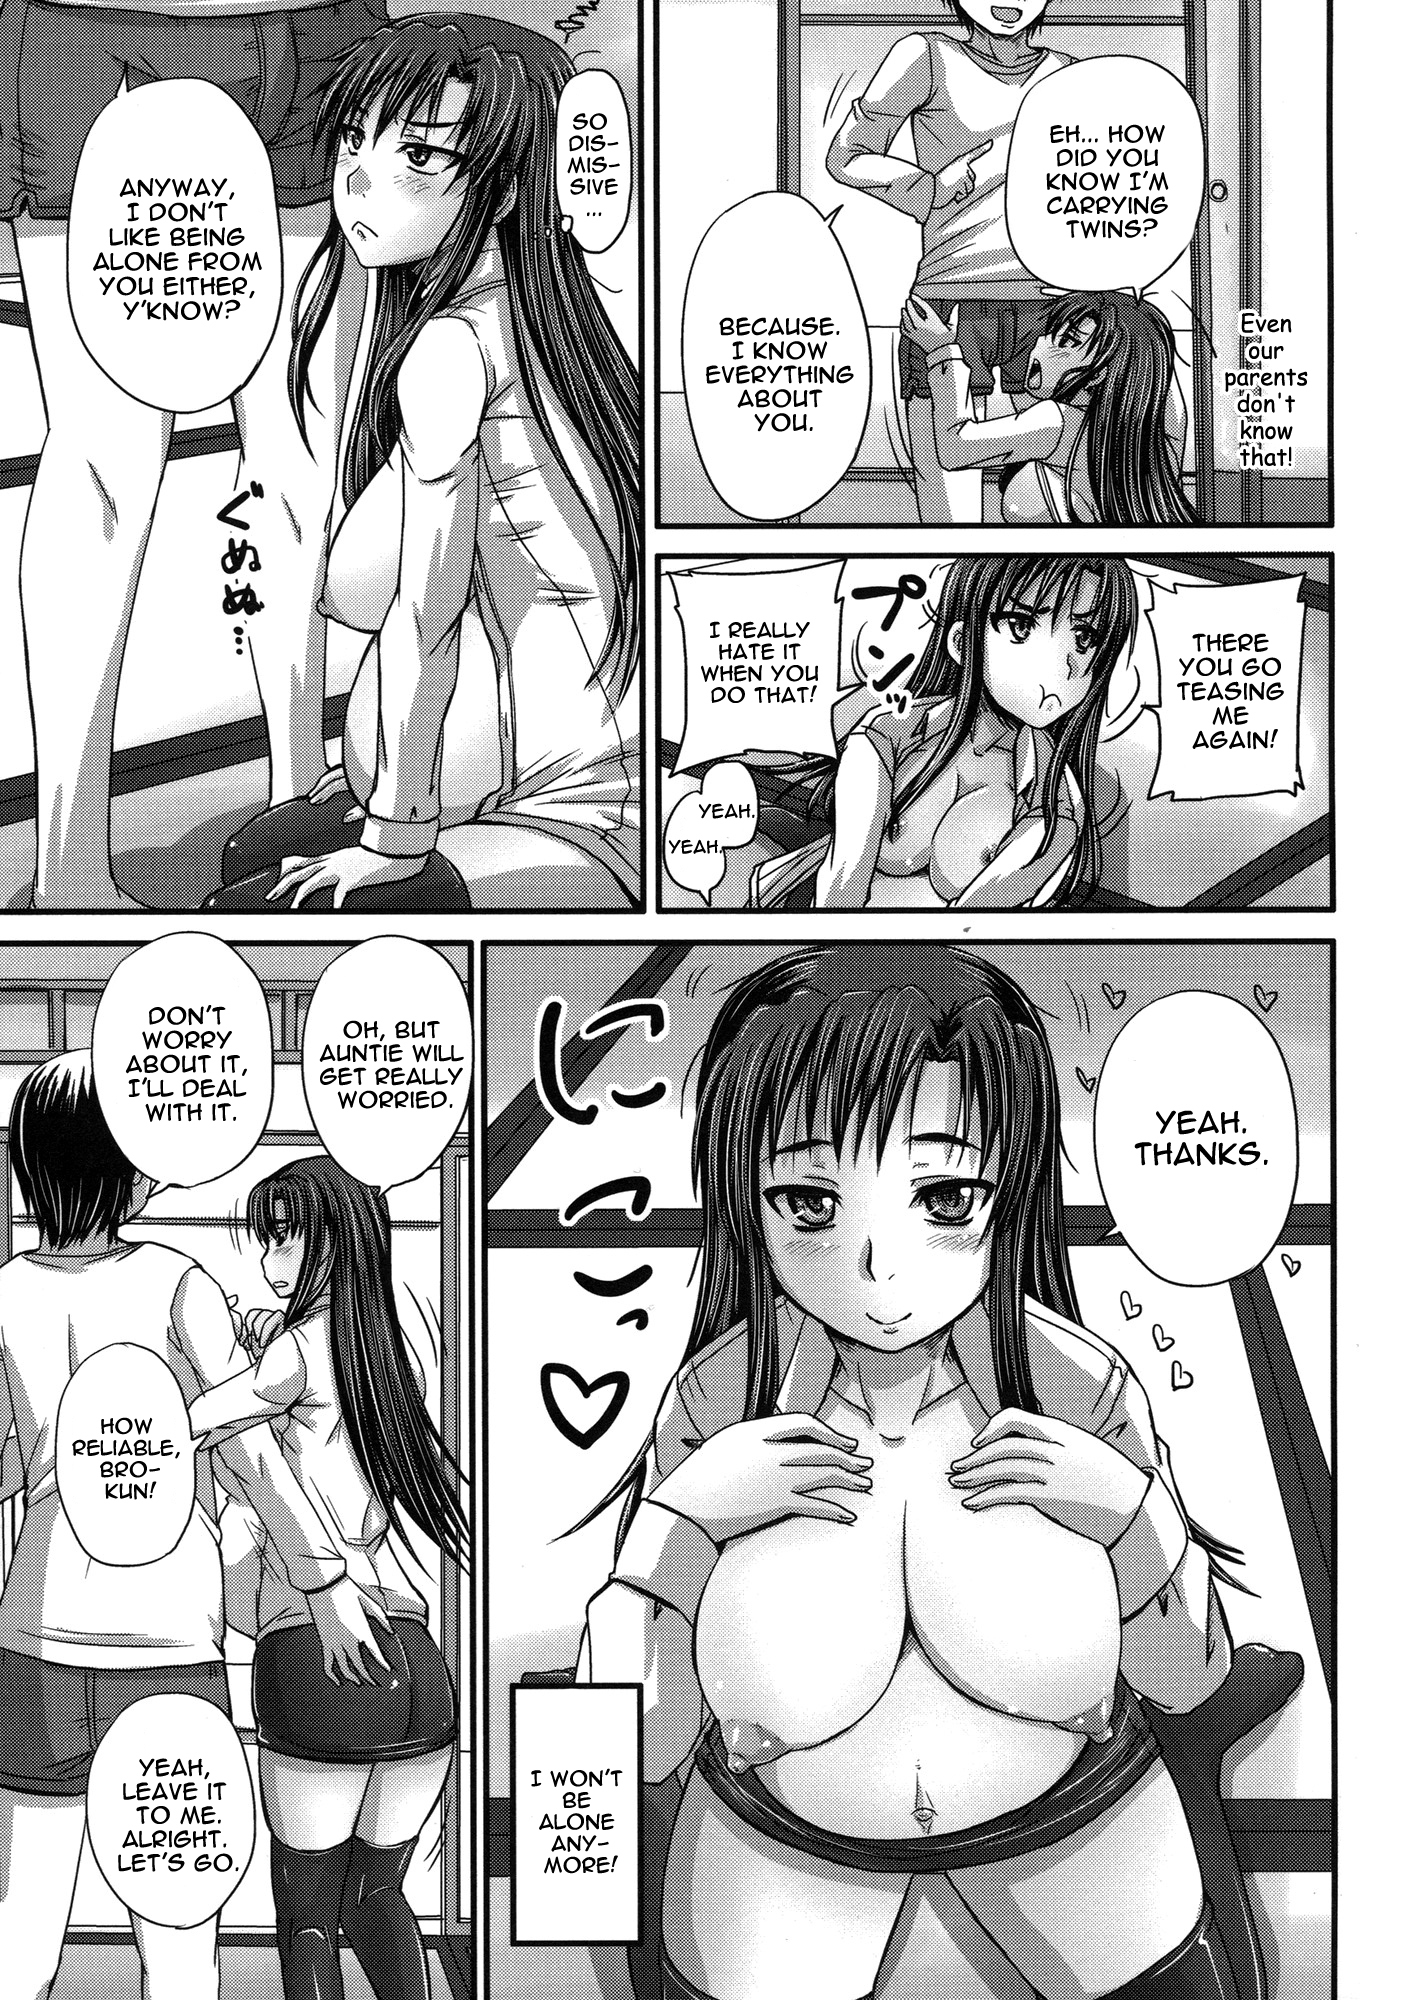 EH... HOW
DID YOU
KNOW I'M
CARRYING
TWINS?
Even
our
parents
don't
know
that!
BECAUSE.
I KNOW
EVERYTHING
ABOUT
YOU.
THERE
YOU GO
TEASING
ME
AGAIN!
プンッ
I REALLY
HATE IT
WHEN YOU
DO THAT!
YEAH.
YEAH.
SO
DIS-
MIS-
SIVE
...
ANYWAY,
I DON'T
LIKE BEING
ALONE FROM
YOU EITHER,
Y'KNOW?
ぐぬぬ…
YEAH.
THANKS.
にこ♡
I WON'T
BE
ALONE
ANY-
MORE!
OH, BUT
AUNTIE WILL
GET REALLY
WORRIED.
DON'T
WORRY
ABOUT IT,
I'LL DEAL
WITH IT.
HOW
RELIABLE,
BRO-
KUN!
YEAH,
LEAVE IT
TO ME.
ALRIGHT.
LET'S GO.